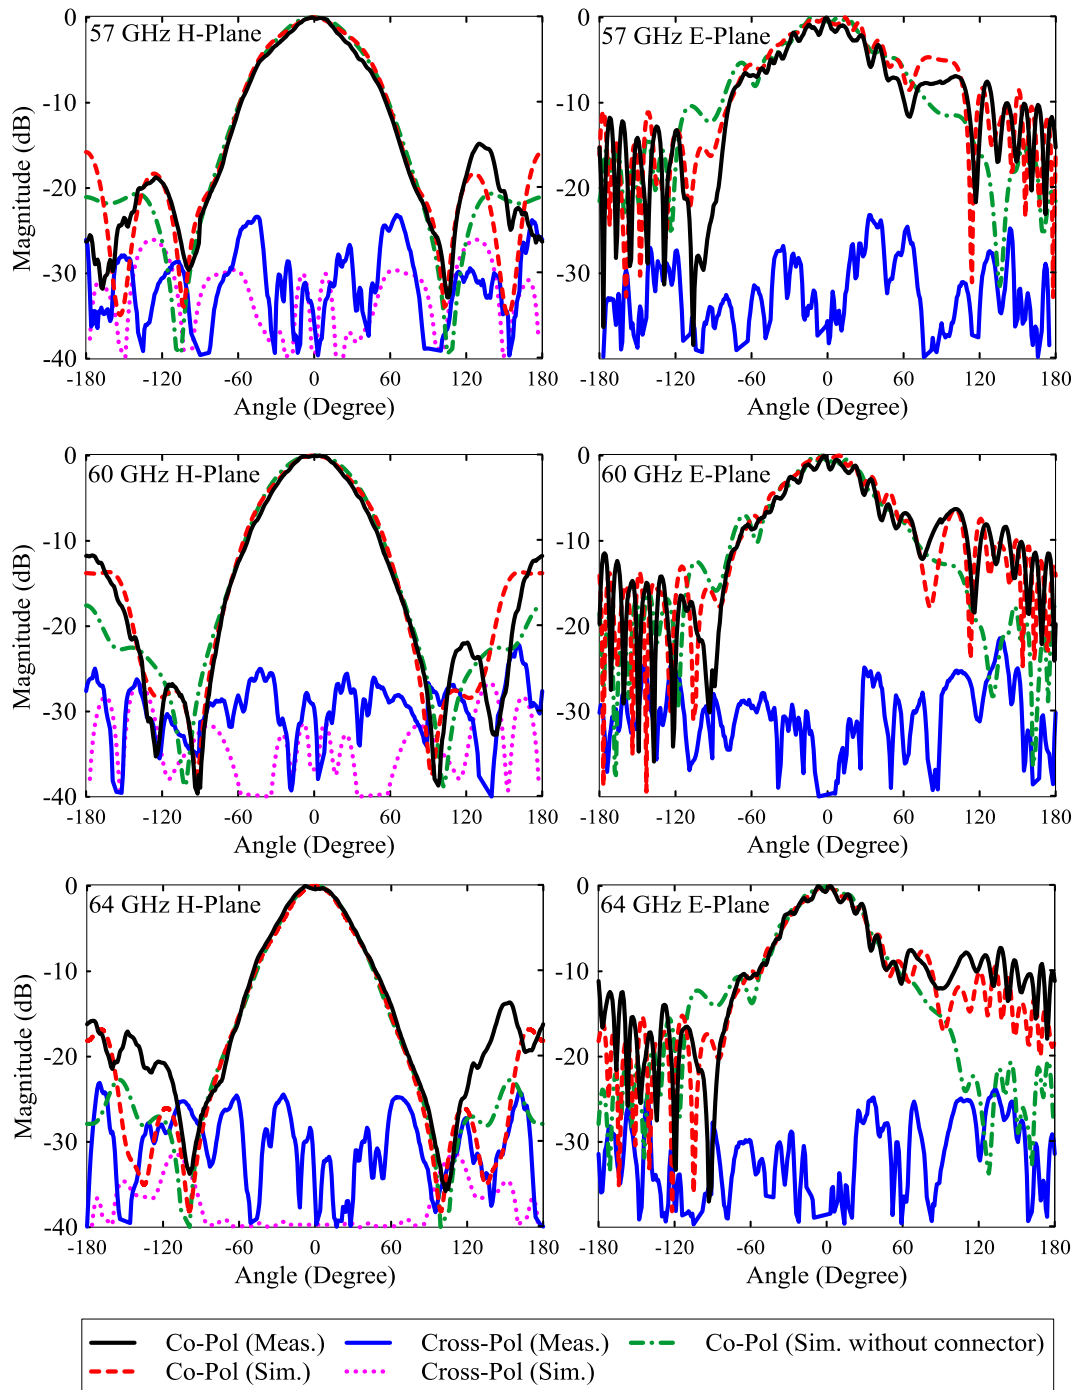 57 GHz H-Plane
0
-10
-20
-30
-40
Magnitude (dB)
-180 -120 -60 0 60 120 180
Angle (Degree)
57 GHz E-Plane
0
-10
-20
-30
-180 -120 -60 0 60 120 180
Angle (Degree)
60 GHz H-Plane
0
-10
-20
-30
-40
Magnitude (dB)
-180 -120 -60 0 60 120 180
Angle (Degree)
60 GHz E-Plane
0
-10
-20
-30
-180 -120 -60 0 60 120 180
Angle (Degree)
64 GHz H-Plane
0
-10
-20
-30
-40
Magnitude (dB)
-180 -120 -60 0 60 120 180
Angle (Degree)
64 GHz E-Plane
0
-10
-20
-30
-180 -120 -60 0 60 120 180
Angle (Degree)
Co-Pol (Meas.) Cross-Pol (Meas.) Co-Pol (Sim. without connector)
Co-Pol (Sim.) Cross-Pol (Sim.)